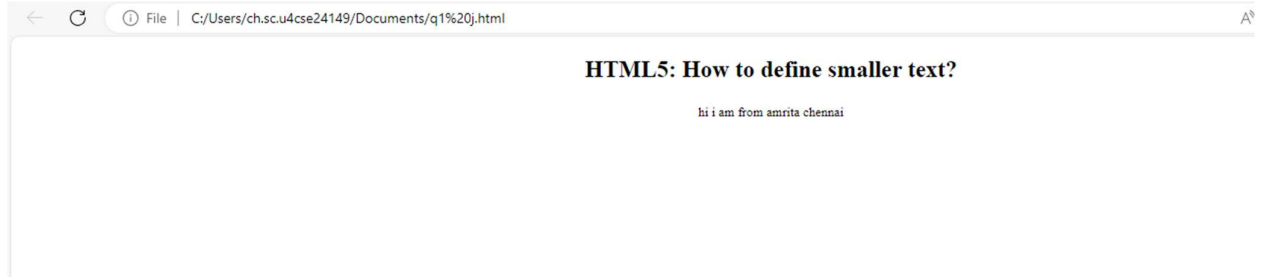 File | C:/Users/ch.sc.u4cse24149/Documents/q1%20j.html
HTML5: How to define smaller text?
hi i am from amrita chennai